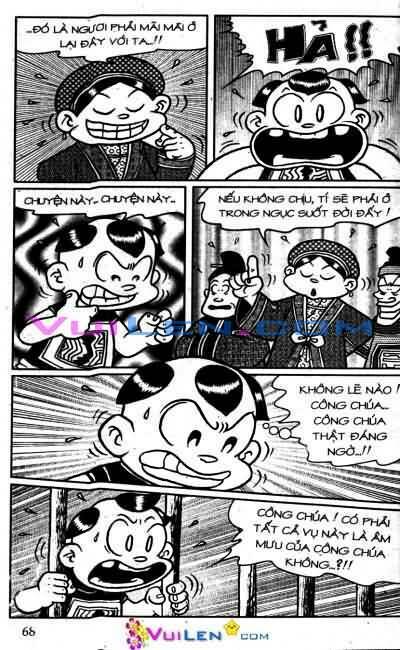 ..ĐÓ LÀ NGƯƠI PHẢI MÃI MÃI Ở
LẠI ĐÂY VỚI TA...!!
HẢ!!
CHUYỆN NÀY.. CHUYỆN NÀY...
NẾU KHÔNG CHỊU, TÍ SẼ PHẢI Ở
TRONG NGỤC SUỐT ĐỜI ĐẤY!
VUILEN.COM
KHÔNG LẼ NÀO!
CÔNG CHÚA...
CÔNG CHÚA
THẬT ĐÁNG
NGỜ...!!
CÔNG CHÚA! CÓ PHẢI
TẤT CẢ VỤ NÀY LÀ ÂM
MƯU CỦA CÔNG CHÚA
KHÔNG..?!!
68
VUILEN.COM